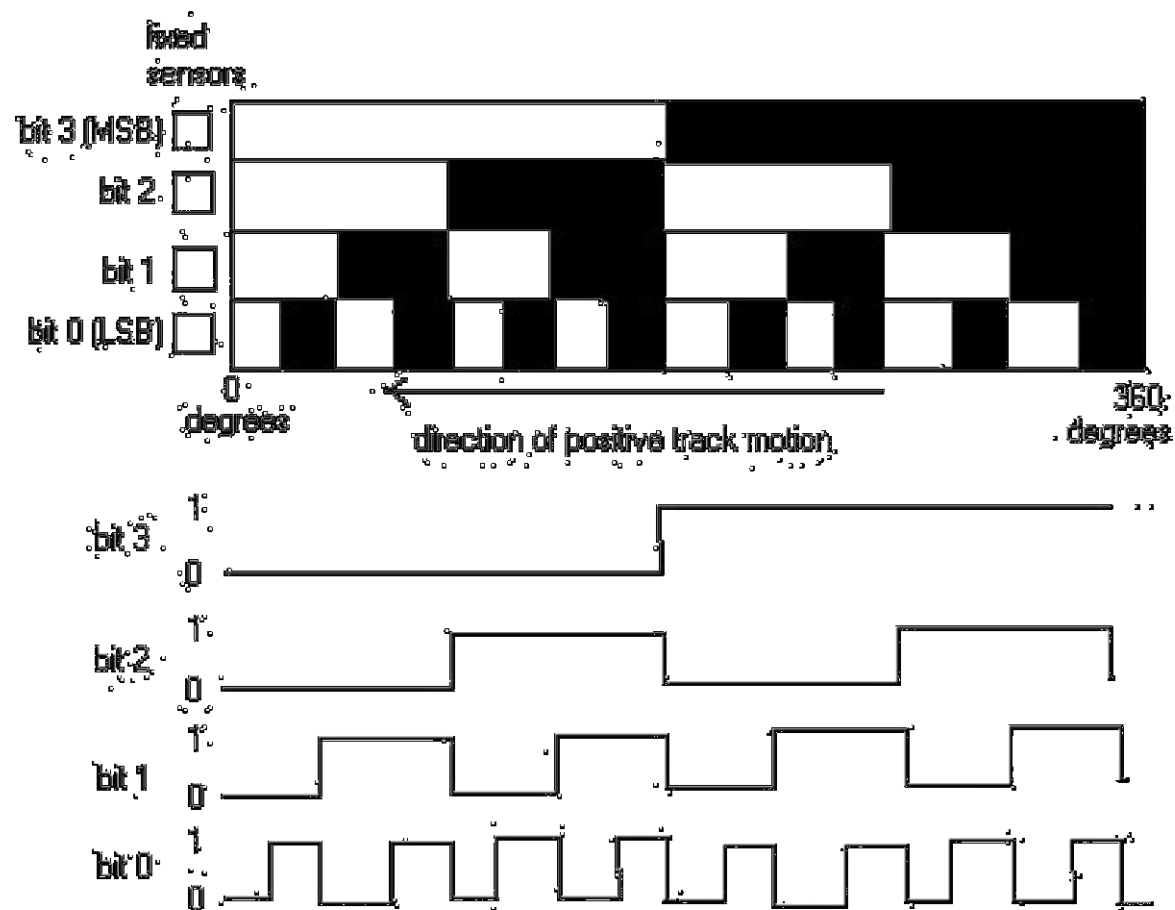 fixed
sensors
bit 3 (MSB)
bit 2
bit 1
bit 0 (LSB)
0
degrees
360
degrees
direction of positive track motion
bit 3
1
0
bit 2
1
0
bit 1
1
0
bit 0
1
0